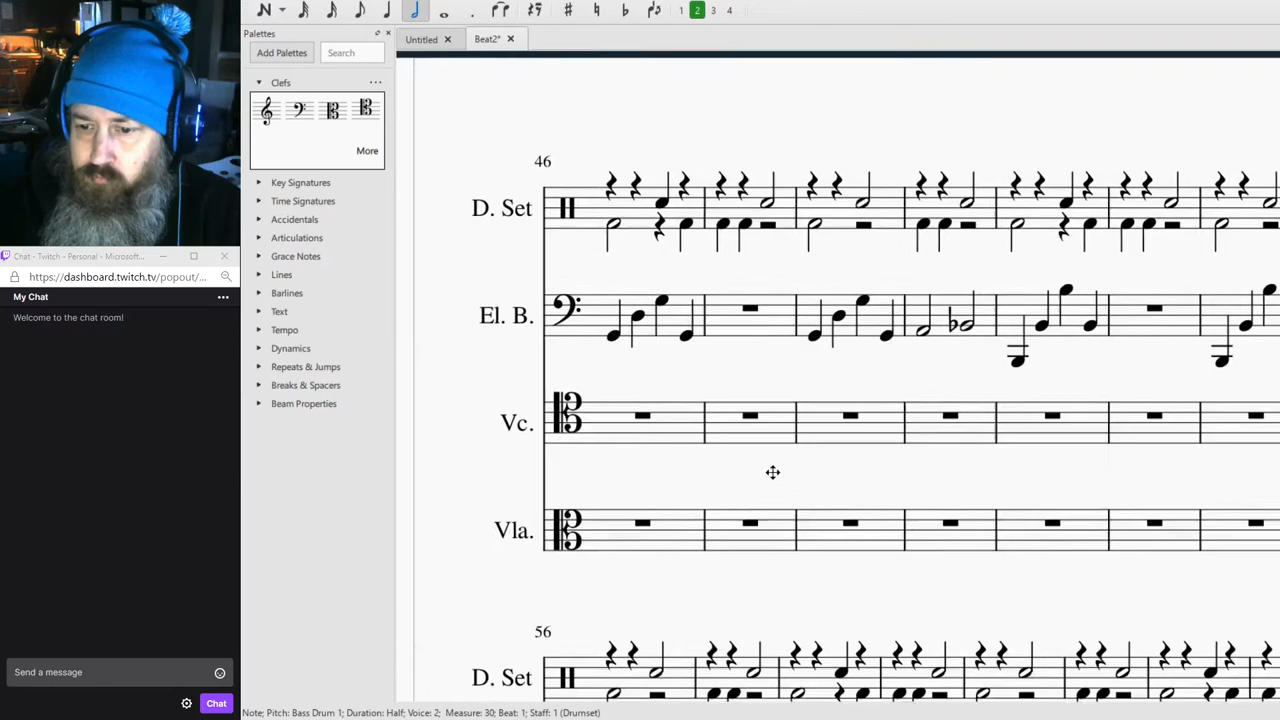 1 2 3 4
Palettes
Untitled
Beat2*
Add Palettes
Search
Clefs
More
Key Signatures
Time Signatures
Accidentals
Articulations
Grace Notes
Lines
Barlines
Text
Tempo
Dynamics
Repeats & Jumps
Breaks & Spacers
Beam Properties
46
D. Set
El. B.
Vc.
Vla.
56
D. Set
Chat - Twitch - Personal - Microsoft...
https://dashboard.twitch.tv/popout/...
My Chat
Welcome to the chat room!
Send a message
Chat
Note; Pitch: Bass Drum 1; Duration: Half; Voice: 2; Measure: 30; Beat: 1; Staff: 1 (Drumset)